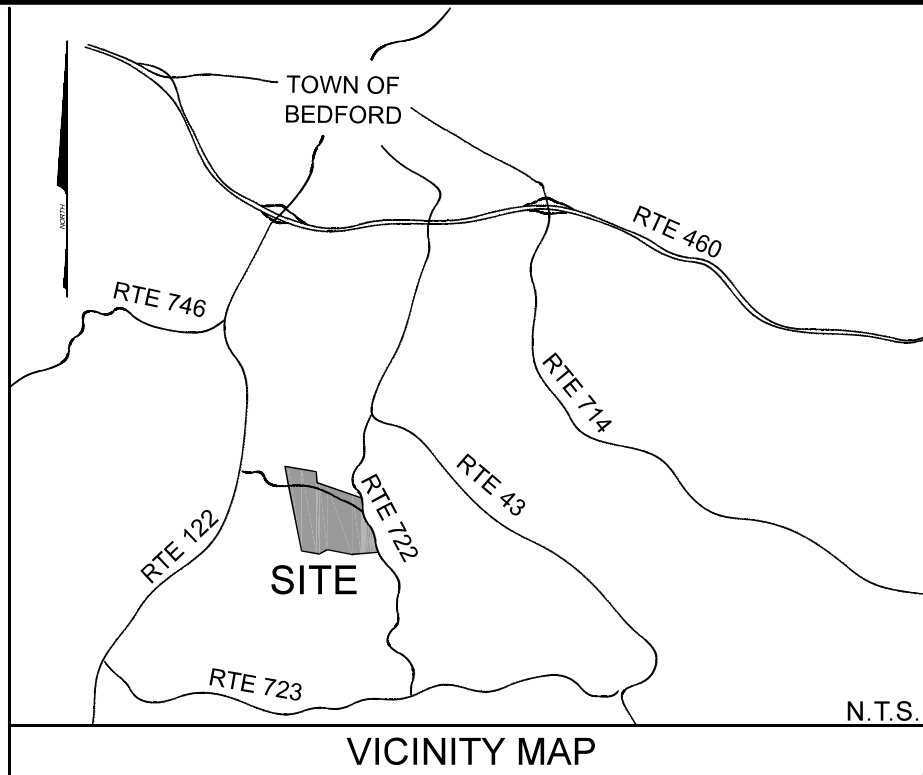 TOWN OF
BEDFORD
NORTH
RTE 460
RTE 746
RTE 714
RTE 43
RTE 722
RTE 122
SITE
RTE 723
N.T.S.
VICINITY MAP